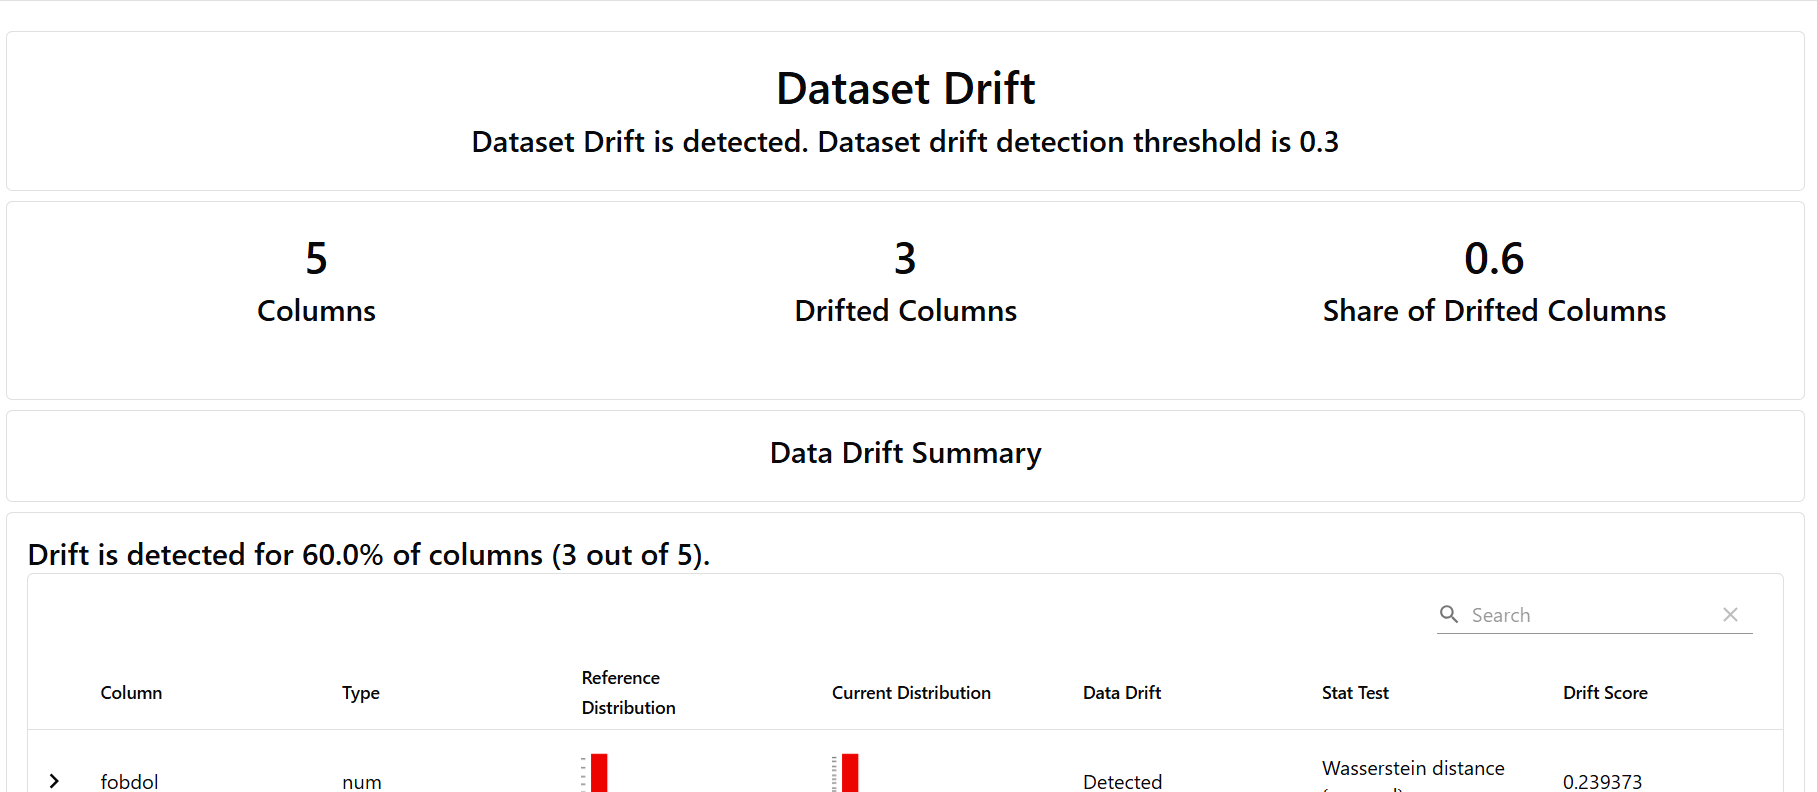 Dataset Drift
Dataset Drift is detected. Dataset drift detection threshold is 0.3
5
Columns
3
Drifted Columns
0.6
Share of Drifted Columns
Data Drift Summary
Drift is detected for 60.0% of columns (3 out of 5).
Search
Column
Type
Reference
Distribution
Current Distribution
Data Drift
Stat Test
Drift Score
fobdol
num
Detected
Wasserstein distance
0.239373